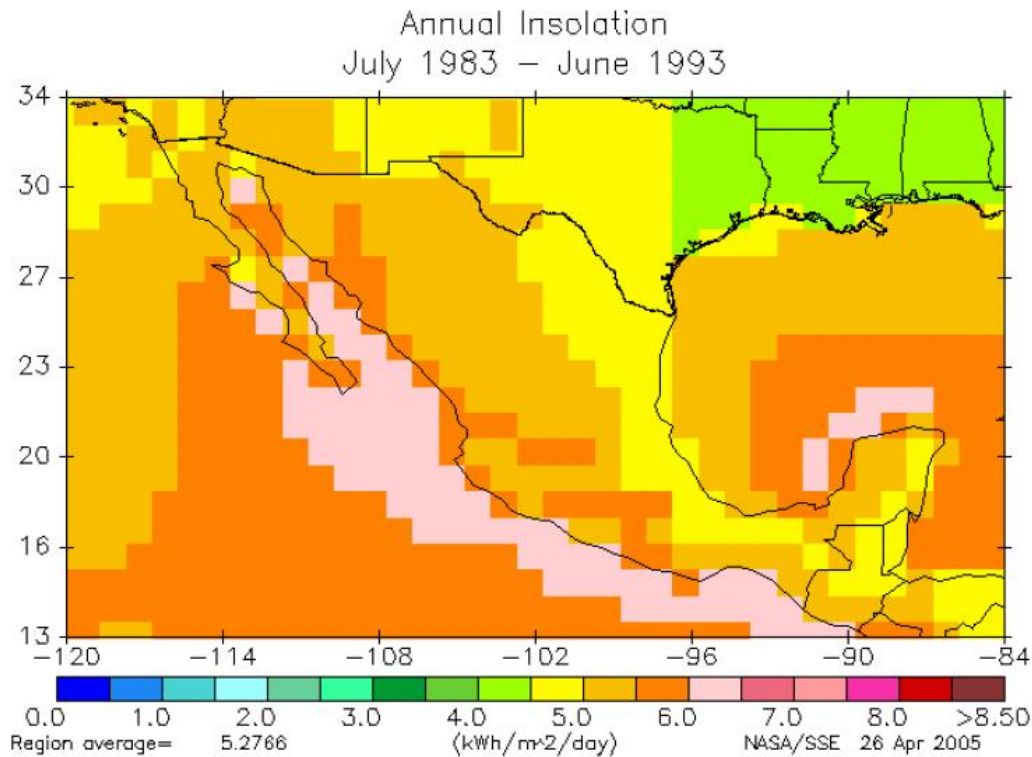 Annual Insolation
July 1983 – June 1993
34
30
27
23
20
16
13
−120 −114 −108 −102 −96 −90 −84
0.0 1.0 2.0 3.0 4.0 5.0 6.0 7.0 8.0 >8.50
Region average= 5.2766 (kWh/m^2/day) NASA/SSE 26 Apr 2005